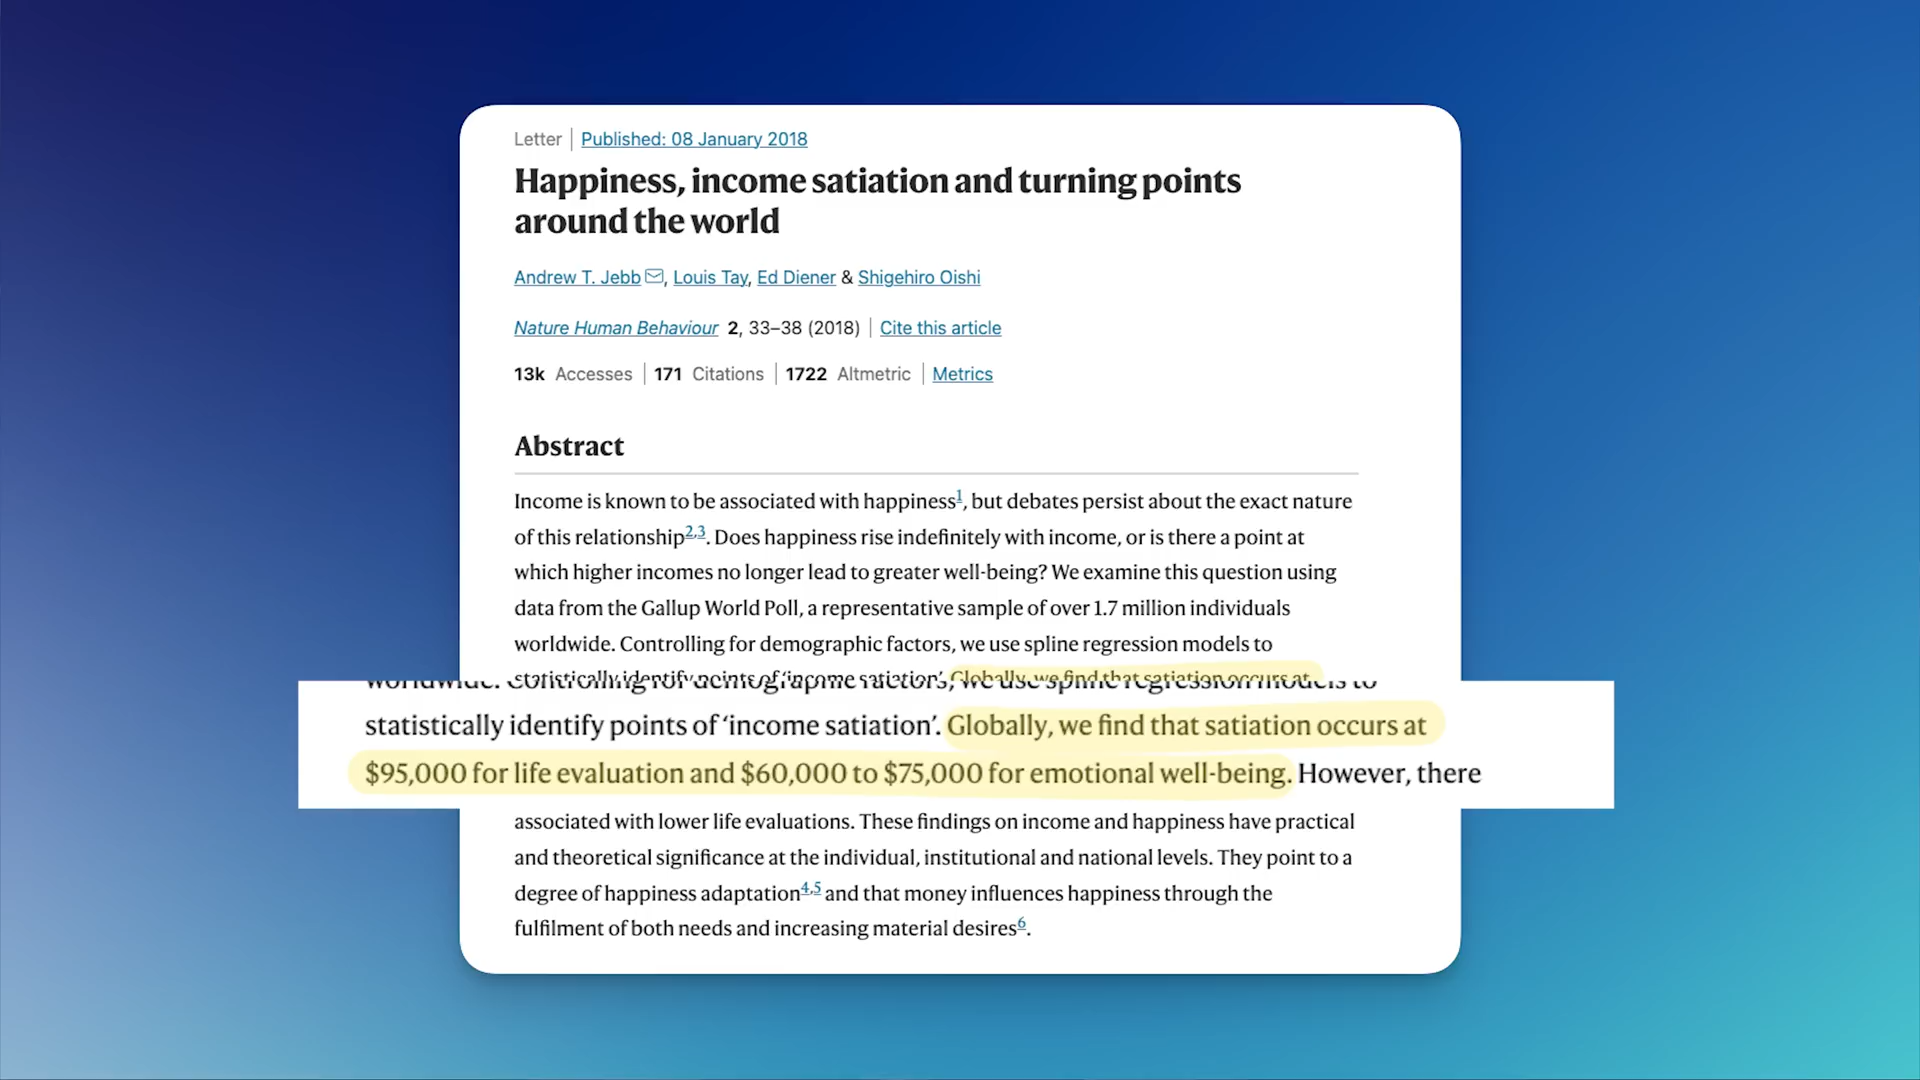 Letter | Published: 08 January 2018
Happiness, income satiation and turning points
around the world
Andrew T. Jebb, Louis Tay, Ed Diener & Shigehiro Oishi
Nature Human Behaviour 2, 33–38 (2018) | Cite this article
13k Accesses | 171 Citations | 1722 Altmetric | Metrics
Abstract
Income is known to be associated with happiness1, but debates persist about the exact nature
of this relationship2,3. Does happiness rise indefinitely with income, or is there a point at
which higher incomes no longer lead to greater well-being? We examine this question using
data from the Gallup World Poll, a representative sample of over 1.7 million individuals
worldwide. Controlling for demographic factors, we use spline regression models to
statistically identify points of ‘income satiation’. Globally, we find that satiation occurs at
$95,000 for life evaluation and $60,000 to $75,000 for emotional well-being. However, there
associated with lower life evaluations. These findings on income and happiness have practical
and theoretical significance at the individual, institutional and national levels. They point to a
degree of happiness adaptation4,5 and that money influences happiness through the
fulfilment of both needs and increasing material desires6.